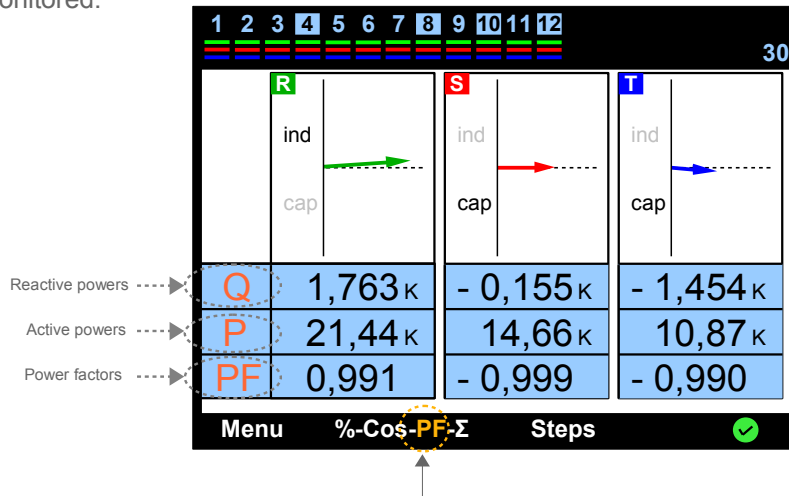 onitored:
1 2 3 4 5 6 7 8 9 10 11 12
30
R S T
ind ind ind
cap cap cap
Reactive powers Q 1,763 K - 0,155 K - 1,454 K
Active powers P 21,44 K 14,66 K 10,87 K
Power factors PF 0,991 - 0,999 - 0,990
Menu %-Cos-PF-Σ Steps